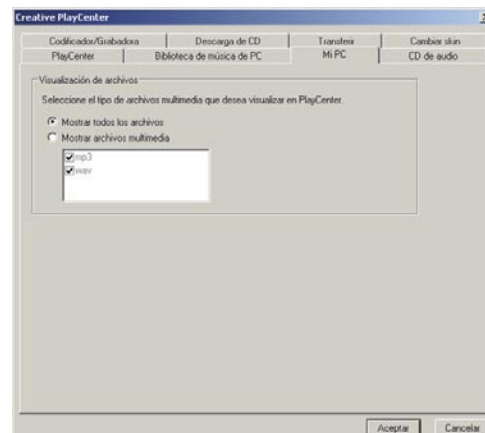 Creative PlayCenter
Codificador/Grabadora Descarga de CD Transferir Cambiar skin
PlayCenter Biblioteca de música de PC Mi PC CD de audio
Visualización de archivos
Seleccione el tipo de archivos multimedia que desea visualizar en PlayCenter.
Mostrar todos los archivos
Mostrar archivos multimedia
mp3
wav
Aceptar Cancelar